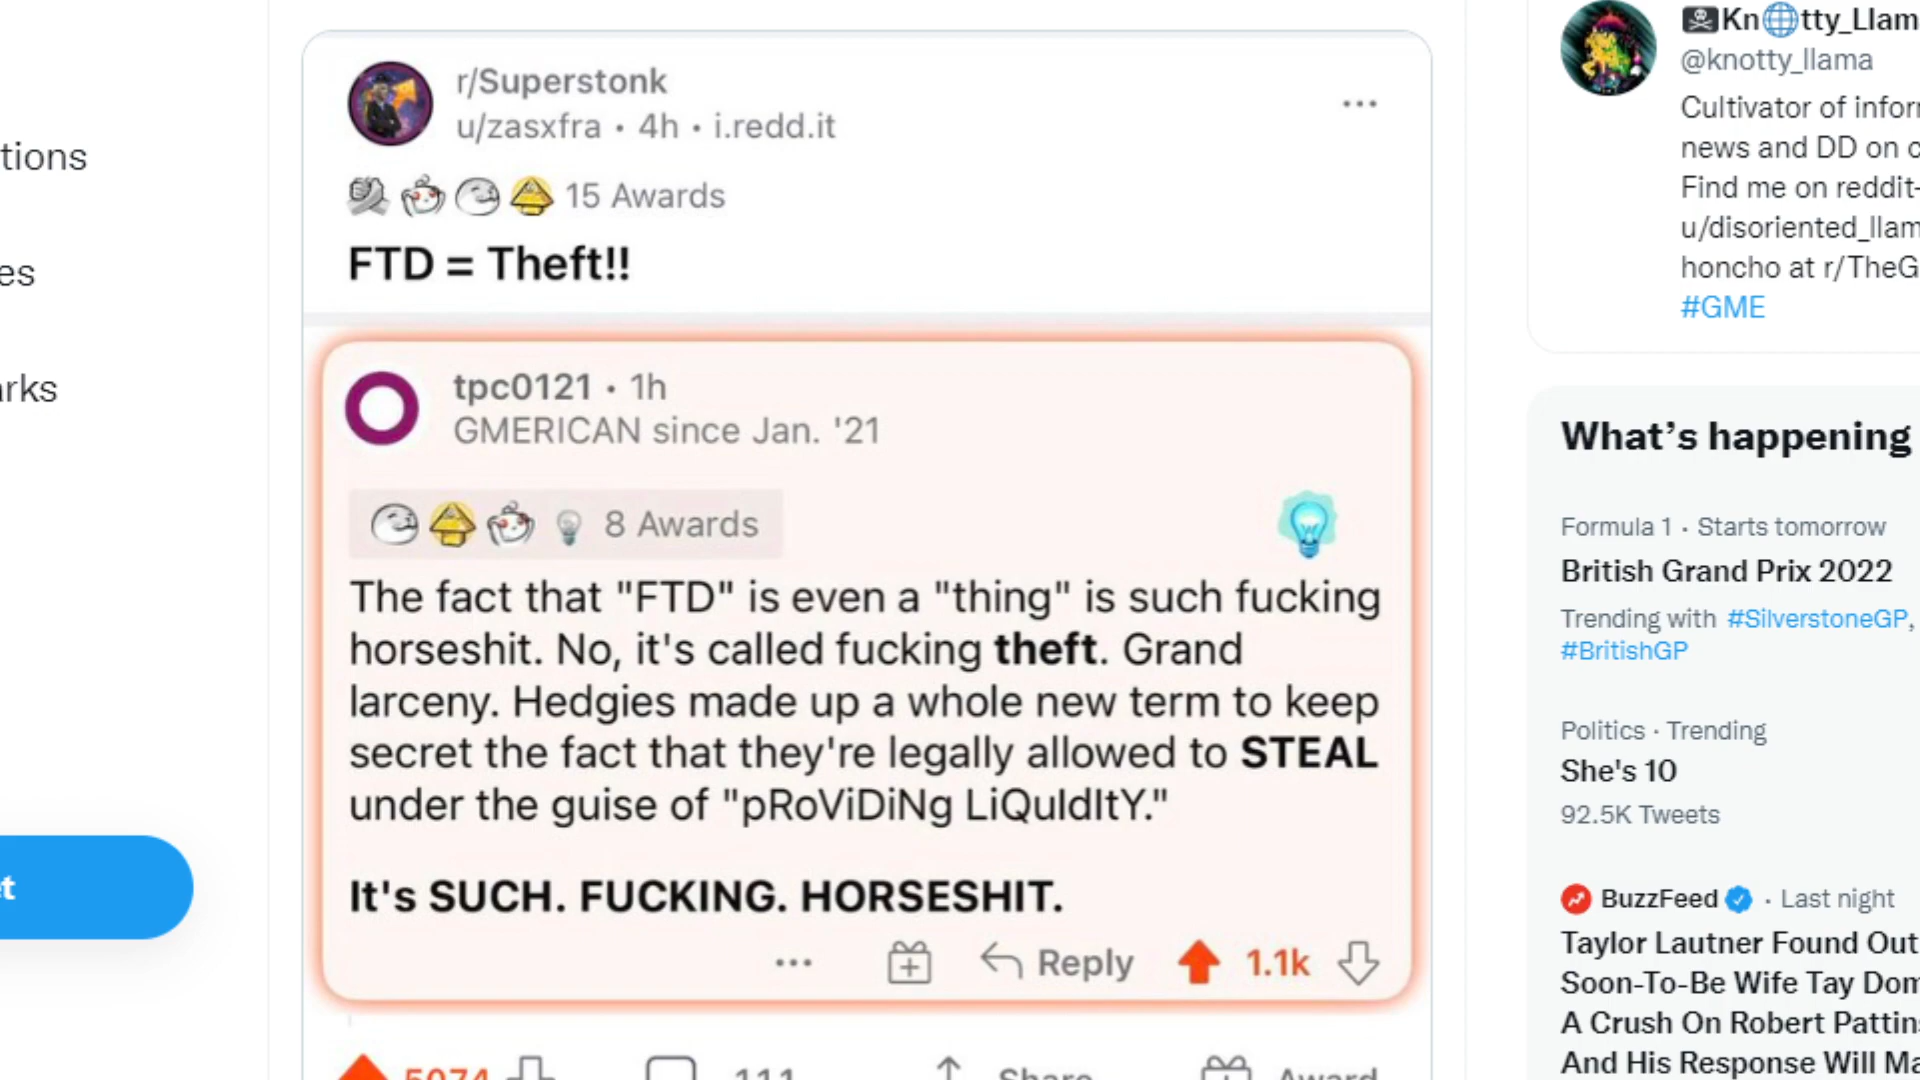 tions
es
arks
et
r/Superstonk
u/zasxfra • 4h • i.redd.it
15 Awards
FTD = Theft!!
tpc0121 • 1h
GMERICAN since Jan. '21
8 Awards
The fact that "FTD" is even a "thing" is such fucking
horseshit. No, it's called fucking theft. Grand
larceny. Hedgies made up a whole new term to keep
secret the fact that they're legally allowed to STEAL
under the guise of "pRoViDiNg LiQuIdItY."
It's SUCH. FUCKING. HORSESHIT.
Reply 1.1k
5074 111 Share Award
Kn🌐tty_Llam
@knotty_llama
Cultivator of infor
news and DD on c
Find me on reddit-
u/disoriented_llam
honcho at r/TheG
#GME
What's happening
Formula 1 · Starts tomorrow
British Grand Prix 2022
Trending with #SilverstoneGP,
#BritishGP
Politics · Trending
She's 10
92.5K Tweets
BuzzFeed · Last night
Taylor Lautner Found Out
Soon-To-Be Wife Tay Dom
A Crush On Robert Pattins
And His Response Will Ma